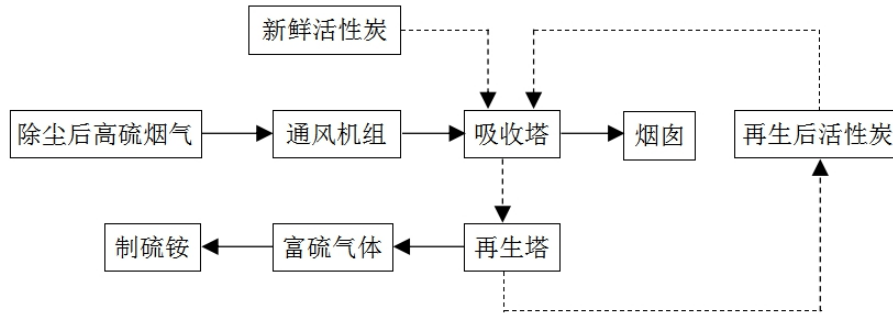 新鲜活性炭
除尘后高硫烟气
通风机组
吸收塔
烟囱
再生后活性炭
制硫铵
富硫气体
再生塔